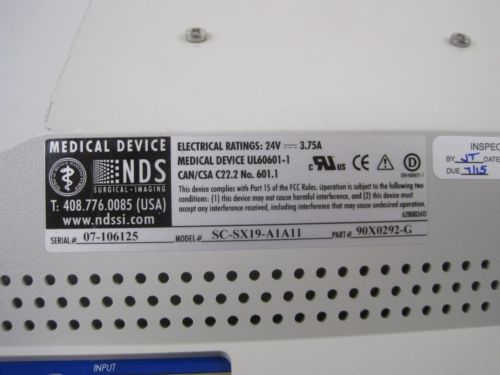 MEDICAL DEVICE
NDS
SURGICAL - IMAGING
T: 408.776.0085 (USA)
www.ndssi.com
ELECTRICAL RATINGS: 24V ⎓ 3.75A
MEDICAL DEVICE UL60601-1
CAN/CSA C22.2 No. 601.1
This device complies with Part 15 of the FCC Rules. Operation is subject to the following two
conditions: (1) this device may not cause harmful interference, and (2) this device must
accept any interference received, including interference that may cause undesired operation.
62B0034D
SERIAL# 07-106125 MODEL# SC-SX19-A1A11 PART# 90X0292-G
INSPEC
BY JT
DUE 7/15
INPUT